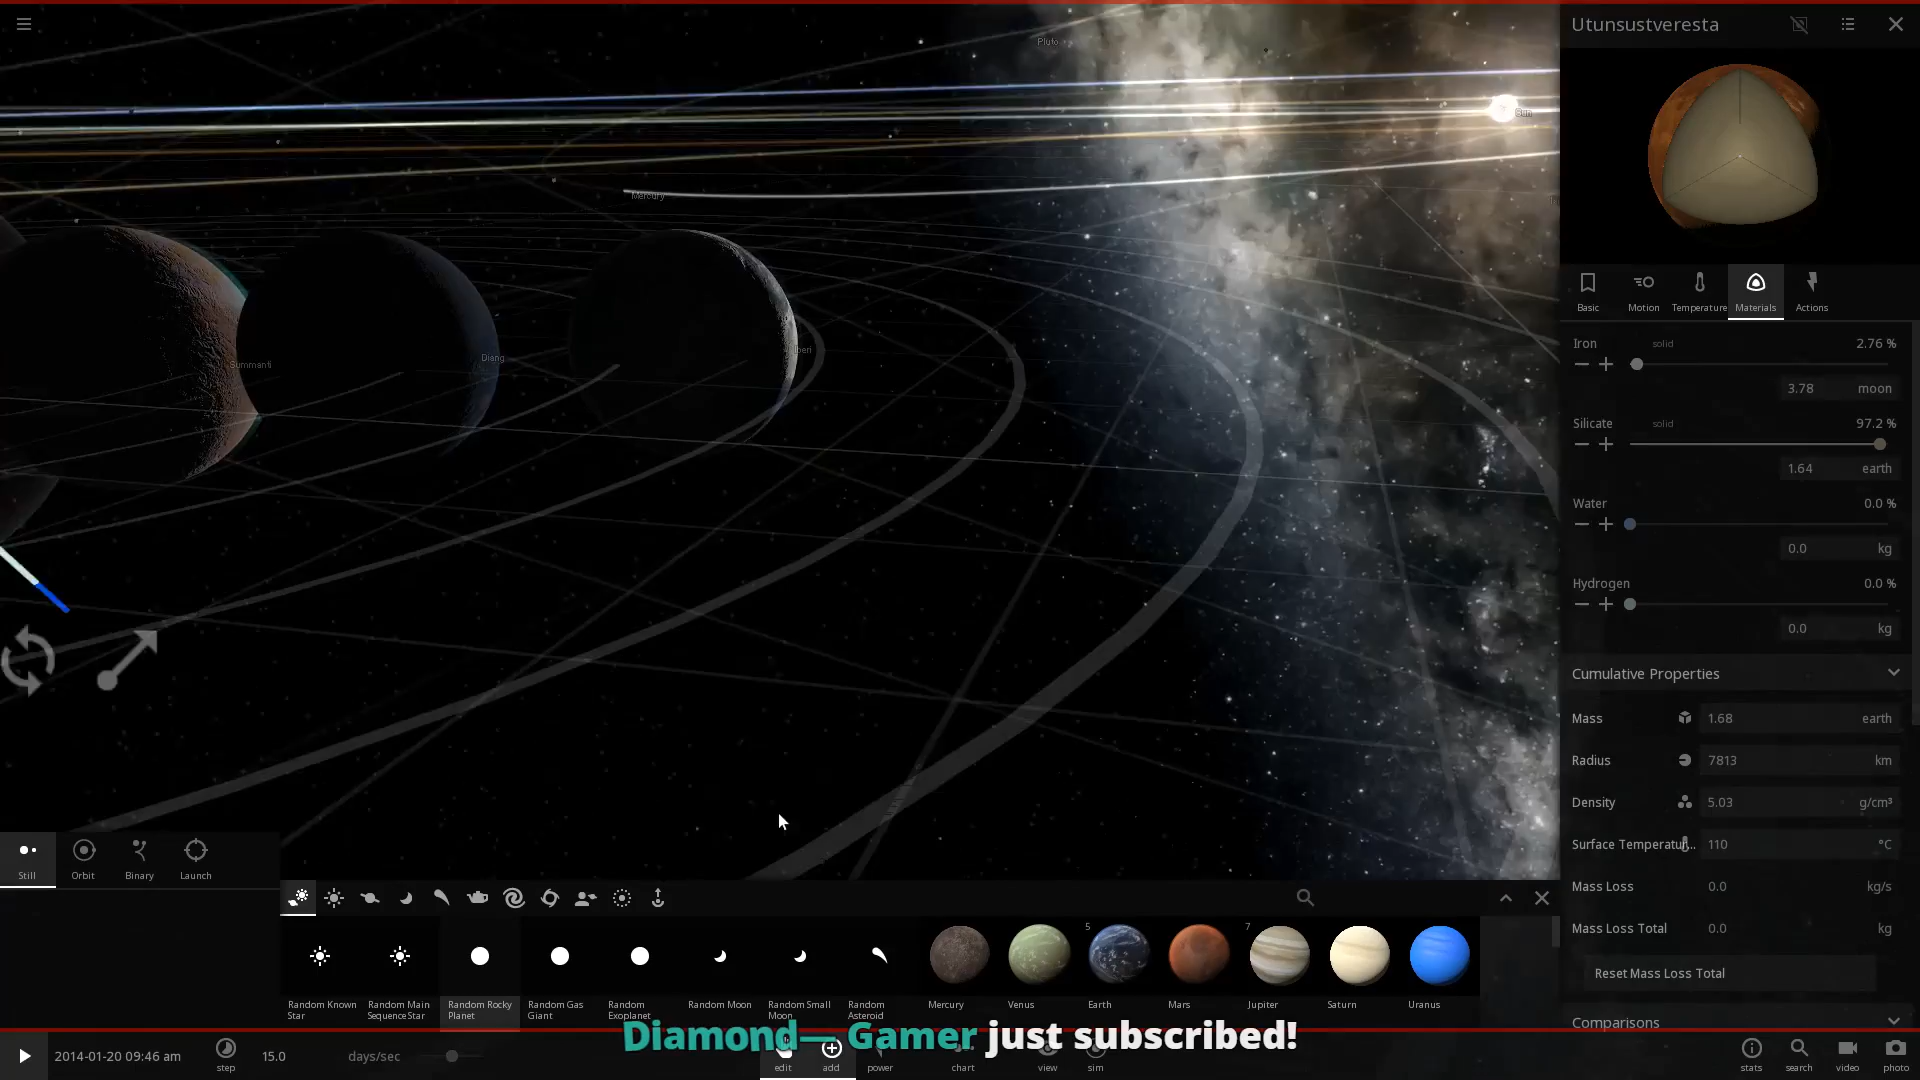 Utunsustveresta
Pluto
Sun
Mercury
Summanti
Diang
Basic
Motion
Temperature
Materials
Actions
Iron solid 2.76 %
3.78 moon
Silicate solid 97.2 %
1.64 earth
Water 0.0 %
0.0 kg
Hydrogen 0.0 %
0.0 kg
Cumulative Properties
Mass 1.68 earth
Radius 7813 km
Density 5.03 g/cm³
Surface Temperatur... 110 °C
Mass Loss 0.0 kg/s
Mass Loss Total 0.0 kg
Reset Mass Loss Total
Comparisons
Still
Orbit
Binary
Launch
5
7
Random Known
Star
Random Main
Sequence Star
Random Rocky
Planet
Random Gas
Giant
Random
Exoplanet
Random Moon
Random Small
Moon
Random
Asteroid
Mercury
Venus
Earth
Mars
Jupiter
Saturn
Uranus
Diamond— Gamer just subscribed!
2014-01-20 09:46 am
step
15.0 days/sec
edit
add
power
chart
view
sim
stats
search
video
photo